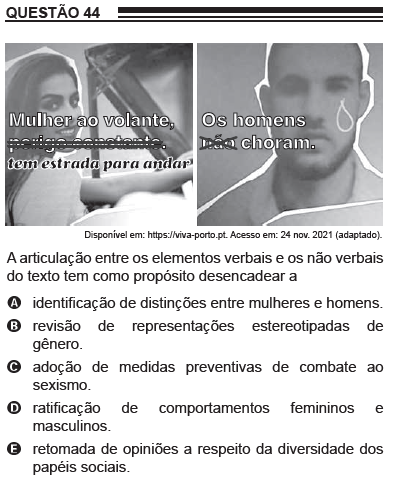 QUESTÃO 44
Mulher ao volante,
perigo constante.
tem estrada para andar
Os homens
não choram.
Disponível em: https://viva-porto.pt. Acesso em: 24 nov. 2021 (adaptado).
A articulação entre os elementos verbais e os não verbais
do texto tem como propósito desencadear a
A identificação de distinções entre mulheres e homens.
B revisão de representações estereotipadas de
gênero.
C adoção de medidas preventivas de combate ao
sexismo.
D ratificação de comportamentos femininos e
masculinos.
E retomada de opiniões a respeito da diversidade dos
papéis sociais.